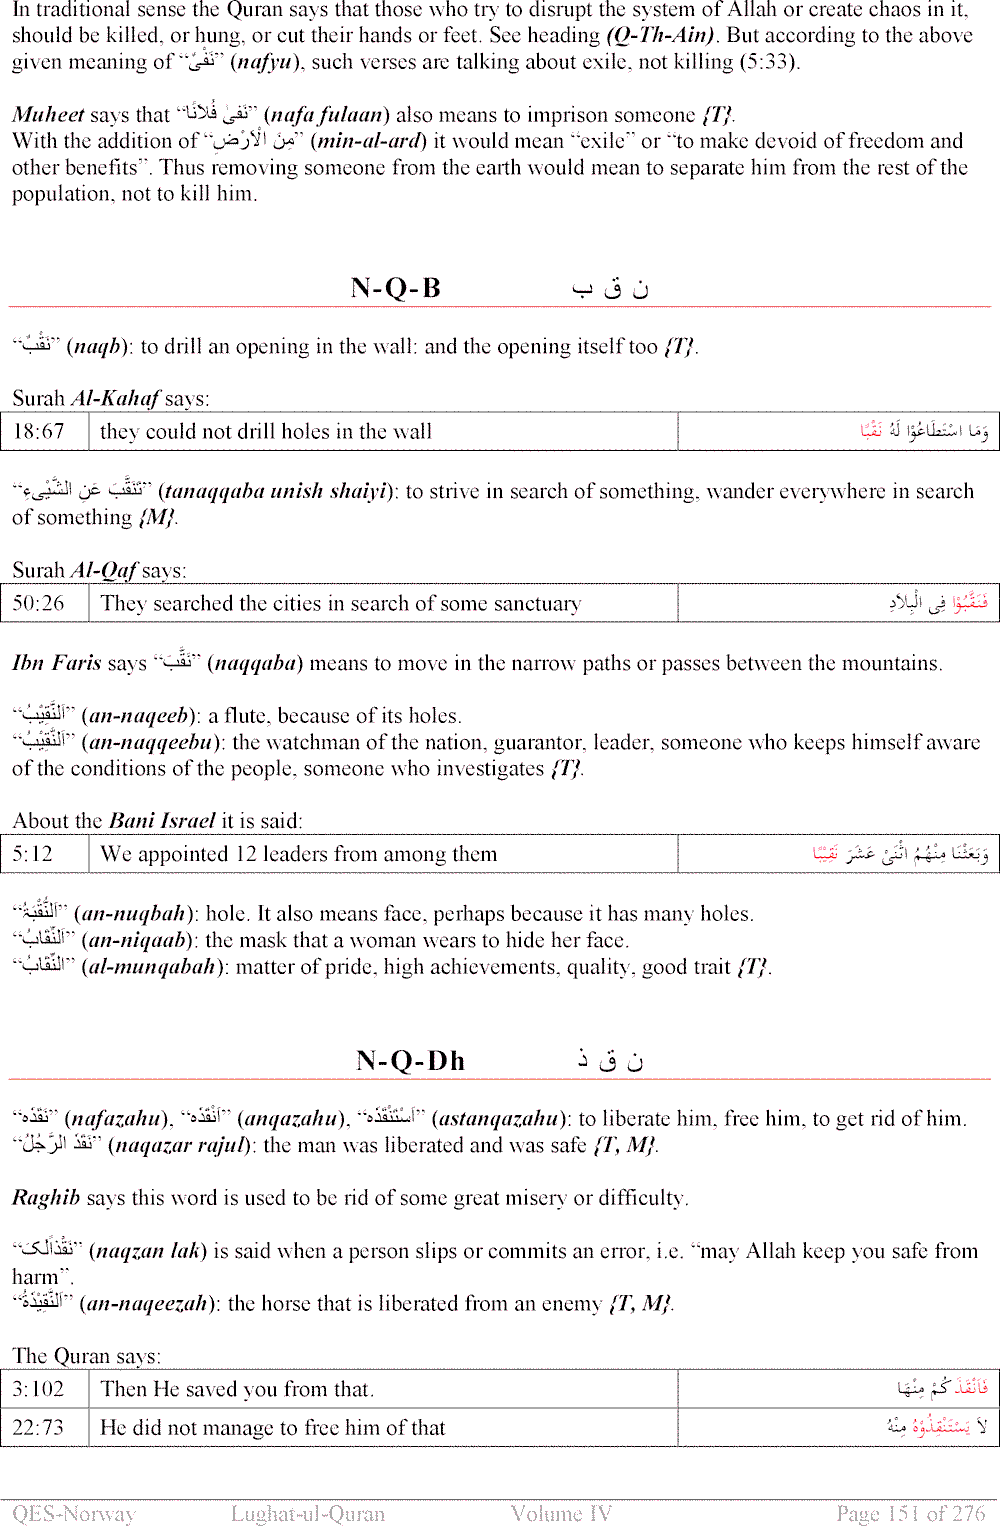 In traditional sense the Quran says that those who try to disrupt the system of Allah or create chaos in it,
should be killed, or hung, or cut their hands or feet. See heading (Q-Th-Ain). But according to the above
given meaning of “نَفْیٌ” (nafyu), such verses are talking about exile, not killing (5:33).
Muheet says that “نَفیٰ فُلَانًا” (nafa fulaan) also means to imprison someone {T}.
With the addition of “مِنَ الْاَرْضِ” (min-al-ard) it would mean “exile” or “to make devoid of freedom and
other benefits”. Thus removing someone from the earth would mean to separate him from the rest of the
population, not to kill him.
N-Q-B ن ق ب
“نَقْبٌ” (naqb): to drill an opening in the wall: and the opening itself too {T}.
Surah Al-Kahaf says:
18:67 they could not drill holes in the wall وَمَا اسْتَطَاعُوْا لَہُ نَقْبًا
“تَنَقَّبَ عَنِ الشَّیْیءِ” (tanaqqaba unish shaiyi): to strive in search of something, wander everywhere in search
of something {M}.
Surah Al-Qaf says:
50:26 They searched the cities in search of some sanctuary فَنَقَّبُوْا فِی الْبِلَادِ
Ibn Faris says “نَقَّبَ” (naqqaba) means to move in the narrow paths or passes between the mountains.
“اَلنَّقِیْبُ” (an-naqeeb): a flute, because of its holes.
“اَلنَّقِیْبُ” (an-naqqeebu): the watchman of the nation, guarantor, leader, someone who keeps himself aware
of the conditions of the people, someone who investigates {T}.
About the Bani Israel it is said:
5:12 We appointed 12 leaders from among them وَبَعَثْنَا مِنْہُمُ اثْنَیْ عَشَرَ نَقِیْبًا
“اَلنُّقْبَۃُ” (an-nuqbah): hole. It also means face, perhaps because it has many holes.
“اَلنِّقَابُ” (an-niqaab): the mask that a woman wears to hide her face.
“اَلنِّقَابُ” (al-munqabah): matter of pride, high achievements, quality, good trait {T}.
N-Q-Dh ن ق ذ
“نَقَذَہ” (nafazahu), “اَنْقَذَہ” (anqazahu), “اَسْتَنْقَذَہ” (astanqazahu): to liberate him, free him, to get rid of him.
“نَقَذَ الرَّجُلُ” (naqazar rajul): the man was liberated and was safe {T, M}.
Raghib says this word is used to be rid of some great misery or difficulty.
“نَقْذًالَکَ” (naqzan lak) is said when a person slips or commits an error, i.e. “may Allah keep you safe from
harm”.
“اَلنَّقِیْذَۃُ” (an-naqeezah): the horse that is liberated from an enemy {T, M}.
The Quran says:
3:102 Then He saved you from that. فَاَنْقَذَ کُمْ مِنْہَا
22:73 He did not manage to free him of that لَا یَسْتَنْقِذُوْہُ مِنْہُ
QES-Norway Lughat-ul-Quran Volume IV Page 151 of 276